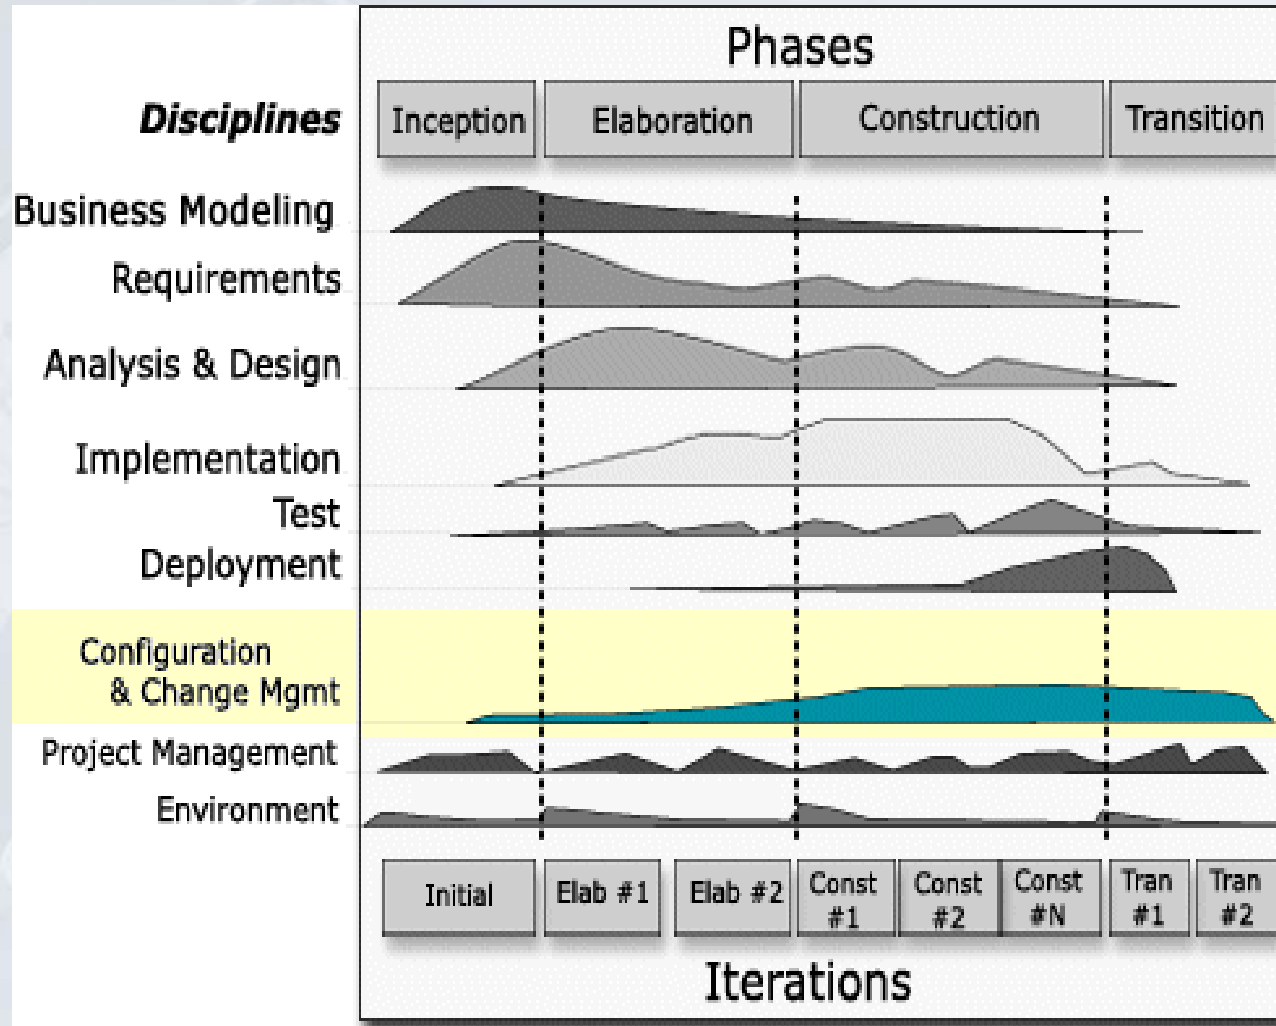 Phases
Disciplines
Inception
Elaboration
Construction
Transition
Business Modeling
Requirements
Analysis & Design
Implementation
Test
Deployment
Configuration
& Change Mgmt
Project Management
Environment
Initial
Elab #1
Elab #2
Const
#1
Const
#2
Const
#N
Tran
#1
Tran
#2
Iterations